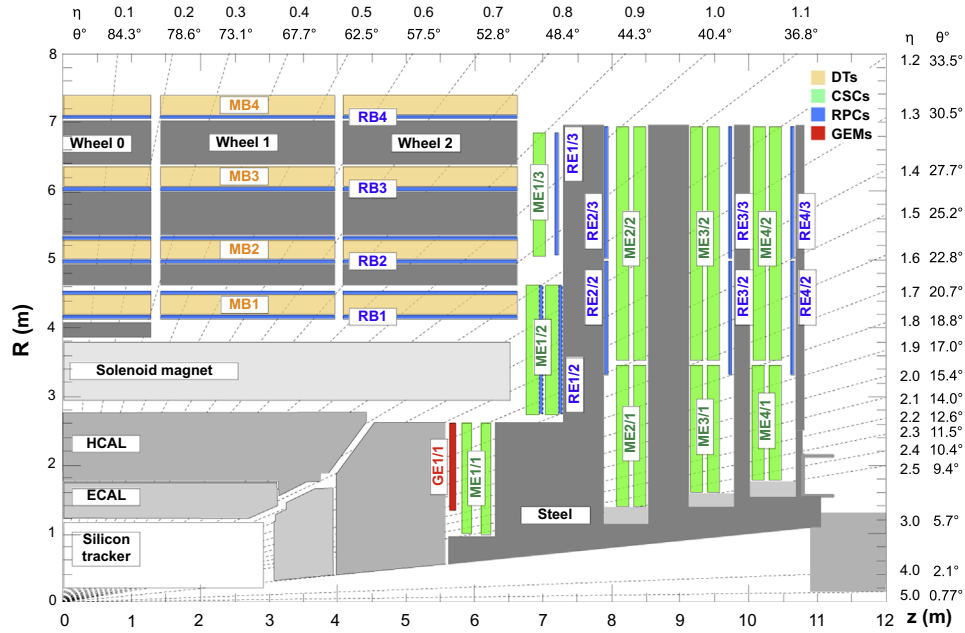 η 0.1 0.2 0.3 0.4 0.5 0.6 0.7 0.8 0.9 1.0 1.1
θ° 84.3° 78.6° 73.1° 67.7° 62.5° 57.5° 52.8° 48.4° 44.3° 40.4° 36.8°
η θ°
1.2 33.5°
1.3 30.5°
1.4 27.7°
1.5 25.2°
1.6 22.8°
1.7 20.7°
1.8 18.8°
1.9 17.0°
2.0 15.4°
2.1 14.0°
2.2 12.6°
2.3 11.5°
2.4 10.4°
2.5 9.4°
3.0 5.7°
4.0 2.1°
5.0 0.77°
DTs
CSCs
RPCs
GEMs
R (m)
8
7
6
5
4
3
2
1
0
MB4
RB4
Wheel 0
Wheel 1
Wheel 2
MB3
RB3
MB2
RB2
MB1
RB1
Solenoid magnet
HCAL
ECAL
Silicon
tracker
Steel
GE1/1
ME1/1
ME1/2
ME1/3
RE1/3
RE1/2
RE2/3
RE2/2
ME2/2
ME2/1
ME3/2
ME3/1
RE3/3
RE3/2
ME4/2
ME4/1
RE4/3
RE4/2
0 1 2 3 4 5 6 7 8 9 10 11 12
z (m)